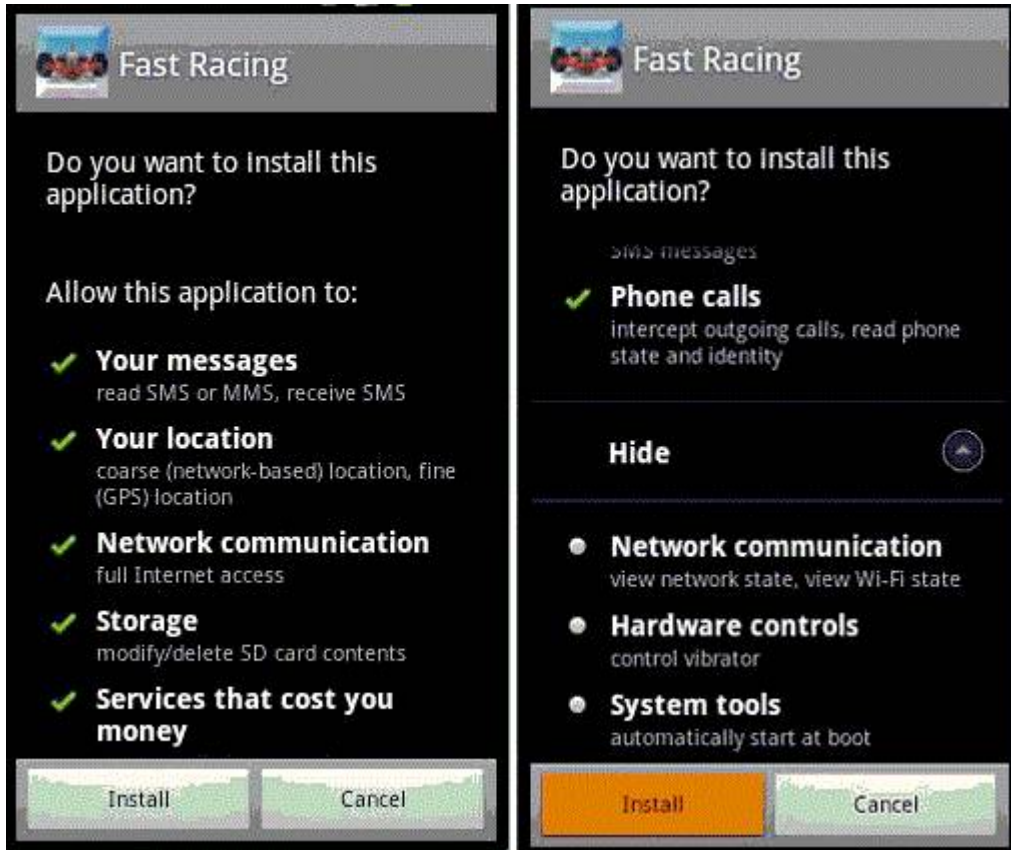 Fast Racing
Do you want to install this
application?
Allow this application to:
Your messages
read SMS or MMS, receive SMS
Your location
coarse (network-based) location, fine
(GPS) location
Network communication
full Internet access
Storage
modify/delete SD card contents
Services that cost you
money
Install
Cancel
Fast Racing
Do you want to install this
application?
SMS messages
Phone calls
intercept outgoing calls, read phone
state and identity
Hide
Network communication
view network state, view Wi-Fi state
Hardware controls
control vibrator
System tools
automatically start at boot
Install
Cancel